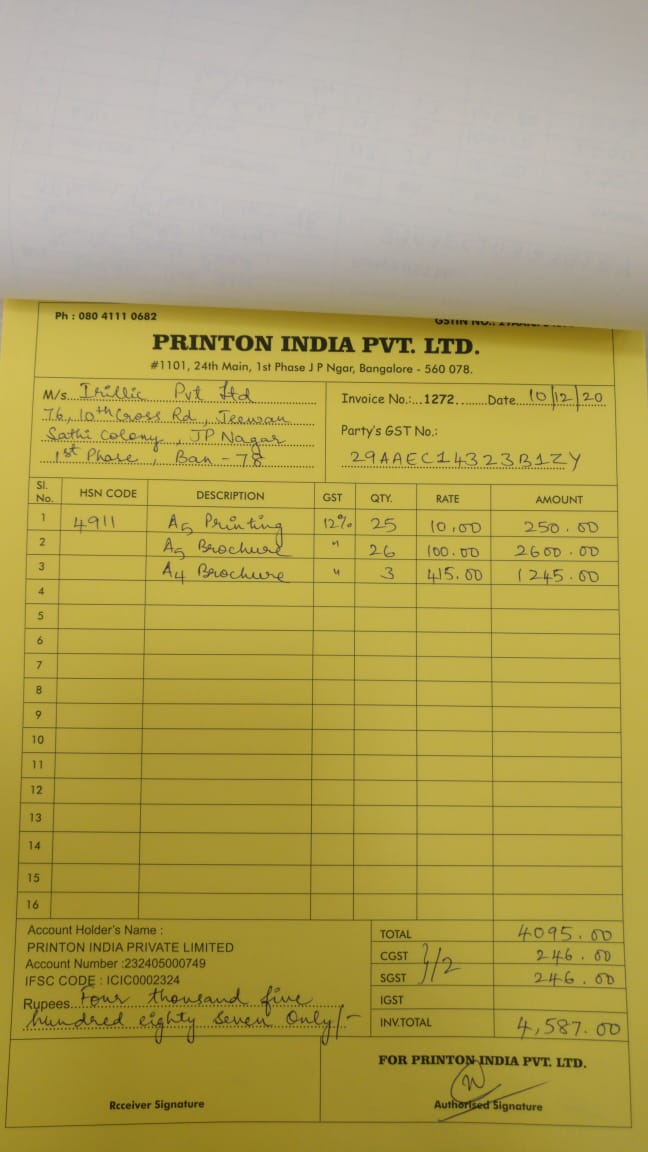 Ph : 080 4111 0682
GSTIN NO.:
PRINTON INDIA PVT. LTD.
#1101, 24th Main, 1st Phase J P Ngar, Bangalore - 560 078.
M/s. Irillic Pvt Ltd
76, 10th Cross Rd, Jeewan
Sathi Colony, JP Nagar
1st Phase, Ban - 78
Invoice No.:...1272........Date 10/12/20
Party's GST No.:
29AAEC14323B1ZY
Sl. No. HSN CODE DESCRIPTION GST QTY. RATE AMOUNT
1 4911 A5 Printing 12% 25 10.00 250.00
2 A5 Brochure " 26 100.00 2600.00
3 A4 Brochure " 3 415.00 1245.00
4
5
6
7
8
9
10
11
12
13
14
15
16
Account Holder's Name :
PRINTON INDIA PRIVATE LIMITED
Account Number :232405000749
IFSC CODE : ICIC0002324
Rupees Four thousand five
hundred eighty seven Only/-
TOTAL 4095.00
CGST 246.00
SGST 246.00
IGST
INV.TOTAL 4,587.00
FOR PRINTON INDIA PVT. LTD.
Rcceiver Signature
Authorised Signature